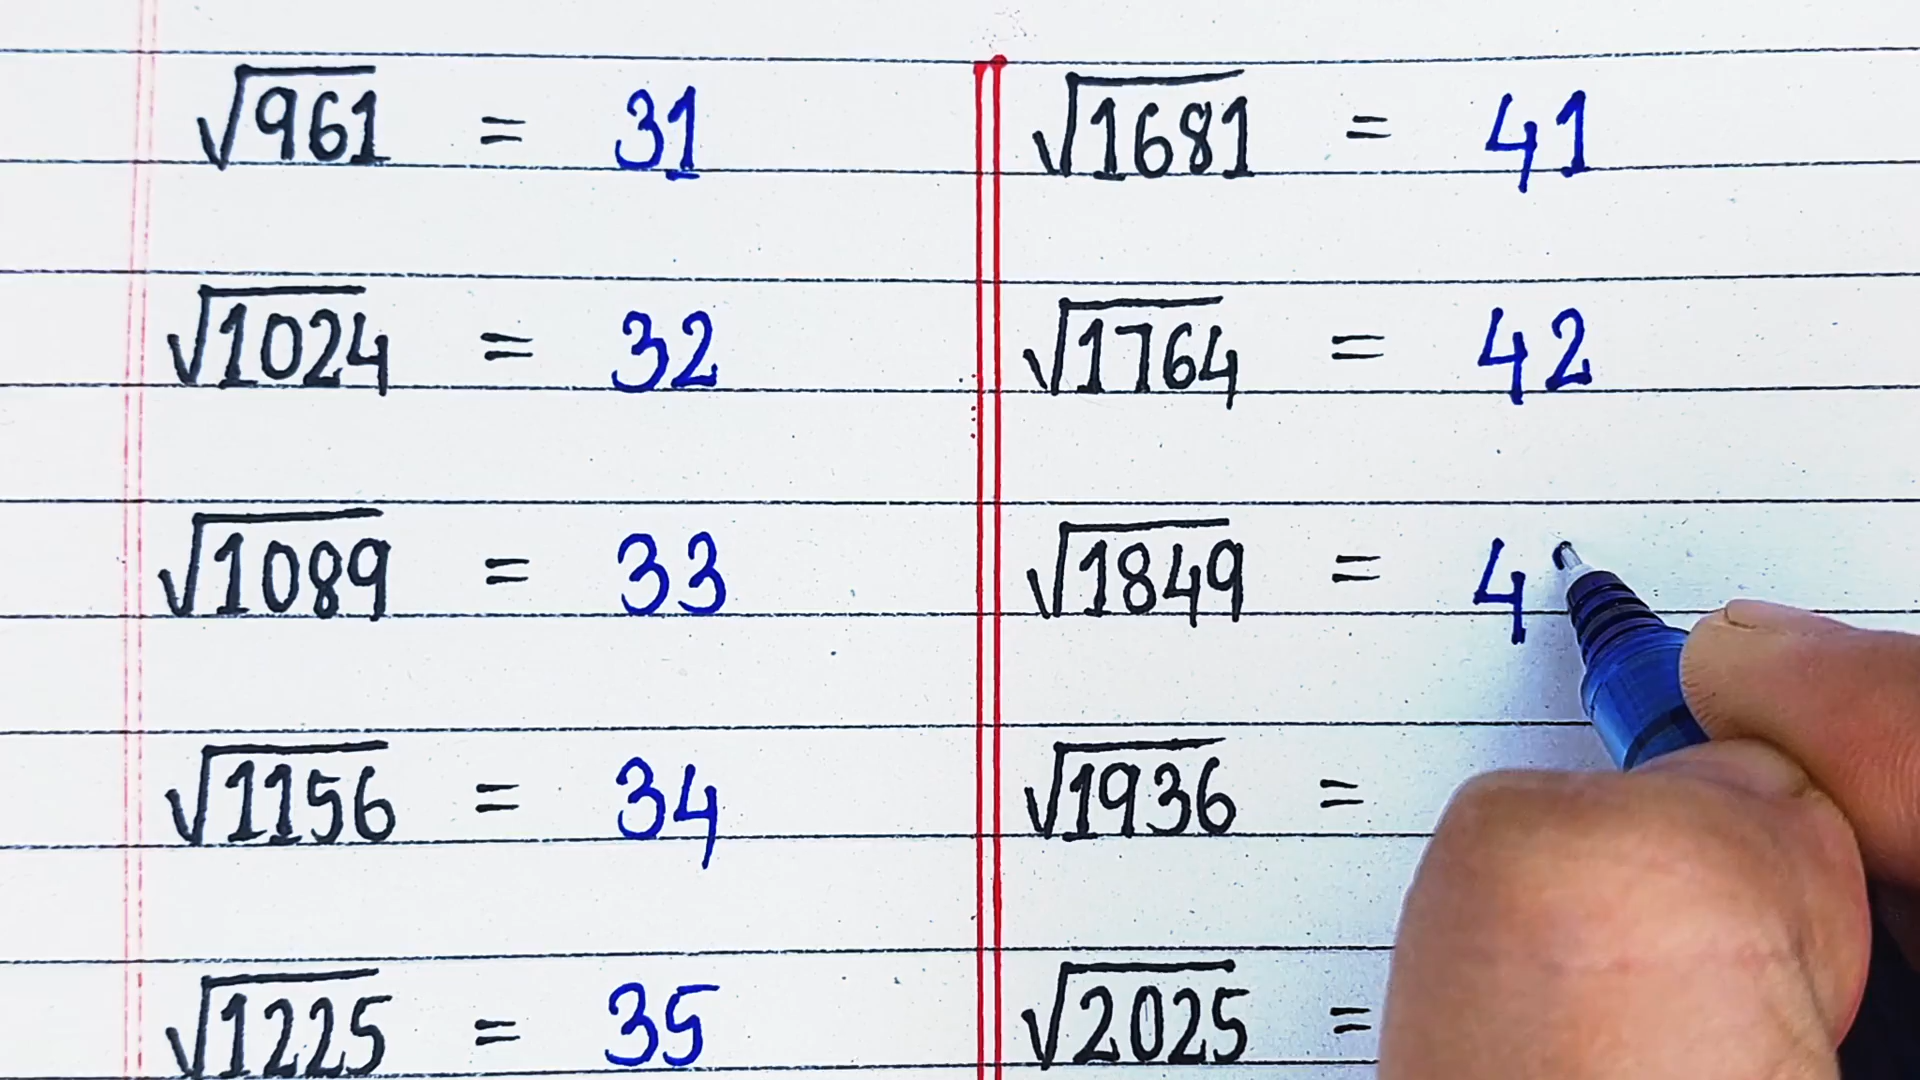 √961 = 31
√1024 = 32
√1089 = 33
√1156 = 34
√1225 = 35
√1681 = 41
√1764 = 42
√1849 = 4
√1936 =
√2025 =